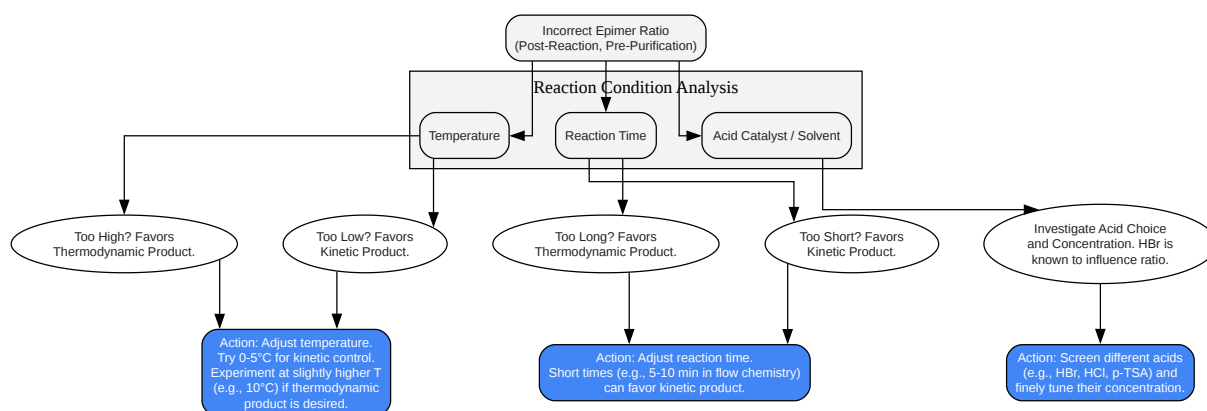 Incorrect Epimer Ratio
(Post-Reaction, Pre-Purification)
Reaction Condition Analysis
Temperature
Reaction Time
Acid Catalyst / Solvent
Too High? Favors
Thermodynamic Product.
Too Low? Favors
Kinetic Product.
Too Long? Favors
Thermodynamic Product.
Too Short? Favors
Kinetic Product.
Investigate Acid Choice
and Concentration. HBr is
known to influence ratio.
Action: Adjust temperature.
Try 0-5°C for kinetic control.
Experiment at slightly higher T
(e.g., 10°C) if thermodynamic
product is desired.
Action: Adjust reaction time.
Short times (e.g., 5-10 min in flow chemistry)
can favor kinetic product.
Action: Screen different acids
(e.g., HBr, HCl, p-TSA) and
finely tune their concentration.